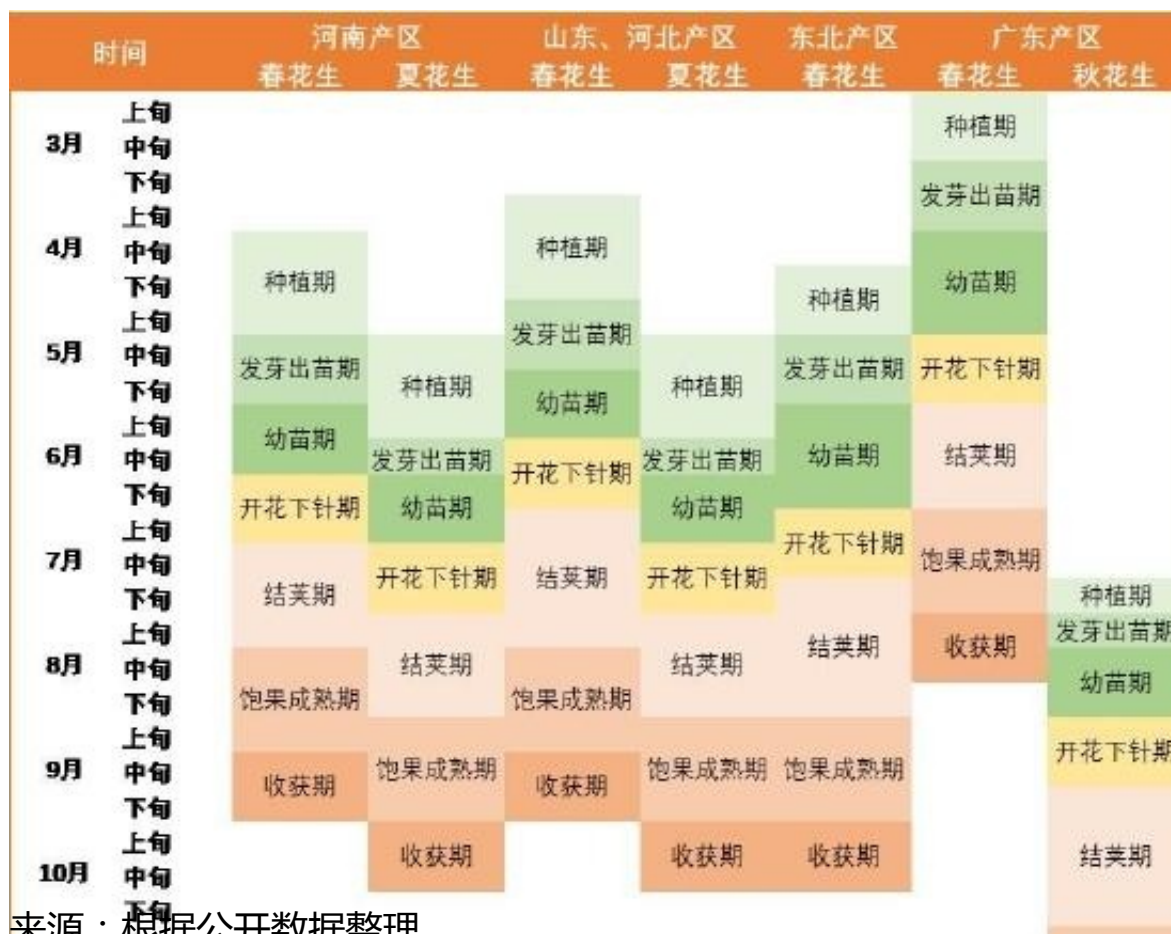 时间 河南产区 山东、河北产区 东北产区 广东产区
春花生 夏花生 春花生 夏花生 春花生 春花生 秋花生
3月
上旬
中旬
下旬
种植期
发芽出苗期
4月
上旬
中旬
下旬
种植期
种植期
种植期
幼苗期
5月
上旬
中旬
下旬
发芽出苗期
发芽出苗期
发芽出苗期
开花下针期
种植期
种植期
幼苗期
6月
上旬
中旬
下旬
幼苗期
幼苗期
结荚期
发芽出苗期
开花下针期
发芽出苗期
开花下针期
幼苗期
幼苗期
7月
上旬
中旬
下旬
开花下针期
饱果成熟期
开花下针期
结荚期
开花下针期
结荚期
种植期
8月
上旬
中旬
下旬
发芽出苗期
结荚期
收获期
结荚期
结荚期
幼苗期
饱果成熟期
饱果成熟期
9月
上旬
中旬
下旬
开花下针期
收获期
饱果成熟期
收获期
饱果成熟期
饱果成熟期
10月
上旬
中旬
下旬
收获期
收获期
收获期
结荚期
来源：根据公开数据整理